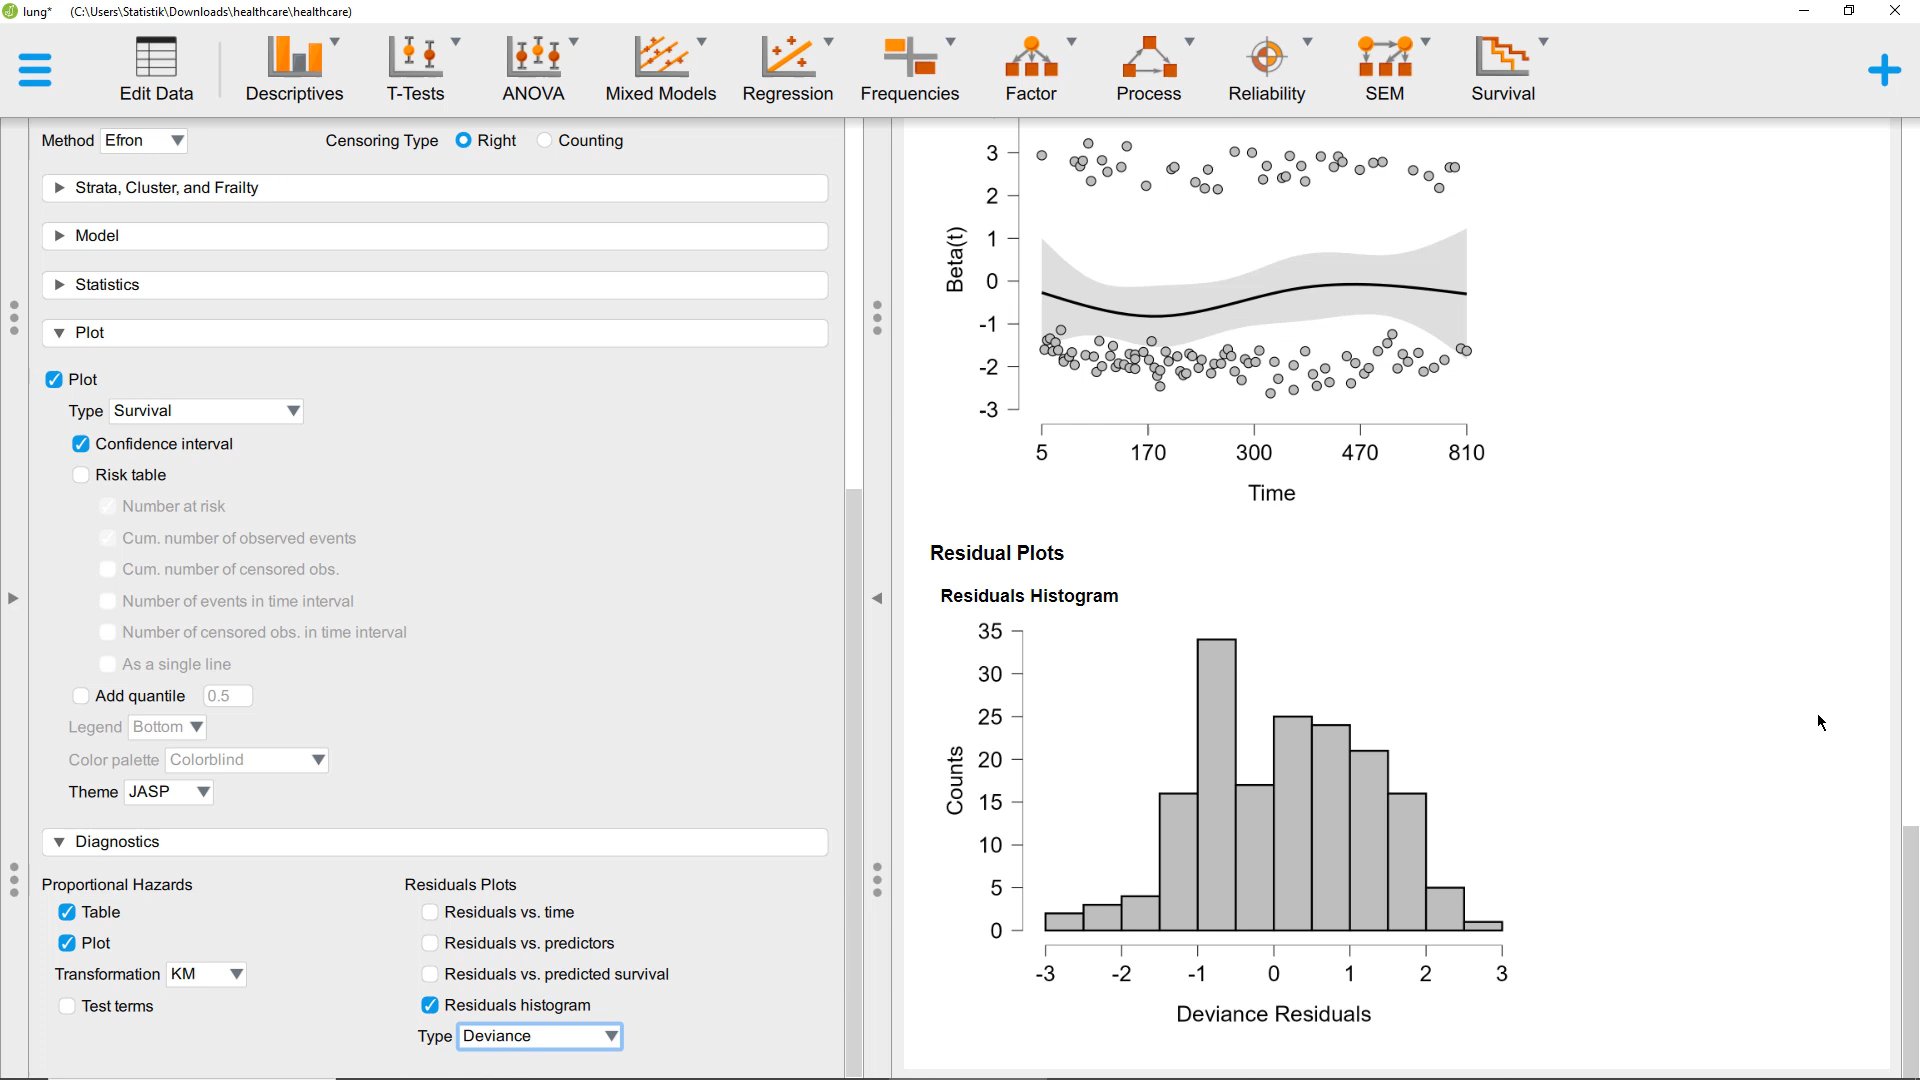 lung* (C:\Users\Statistik\Downloads\healthcare\healthcare)
Edit Data Descriptives T-Tests ANOVA Mixed Models Regression Frequencies Factor Process Reliability SEM Survival
Method Efron Censoring Type Right Counting
Strata, Cluster, and Frailty
Model
Statistics
Plot
Plot
Type Survival
Confidence interval
Risk table
Number at risk
Cum. number of observed events
Cum. number of censored obs.
Number of events in time interval
Number of censored obs. in time interval
As a single line
Add quantile 0.5
Legend Bottom
Color palette Colorblind
Theme JASP
Diagnostics
Proportional Hazards
Table
Plot
Transformation KM
Test terms
Residuals Plots
Residuals vs. time
Residuals vs. predictors
Residuals vs. predicted survival
Residuals histogram
Type Deviance
3
2
1
0
-1
-2
-3
Beta(t)
5 170 300 470 810
Time
Residual Plots
Residuals Histogram
35
30
25
20
15
10
5
0
Counts
-3 -2 -1 0 1 2 3
Deviance Residuals